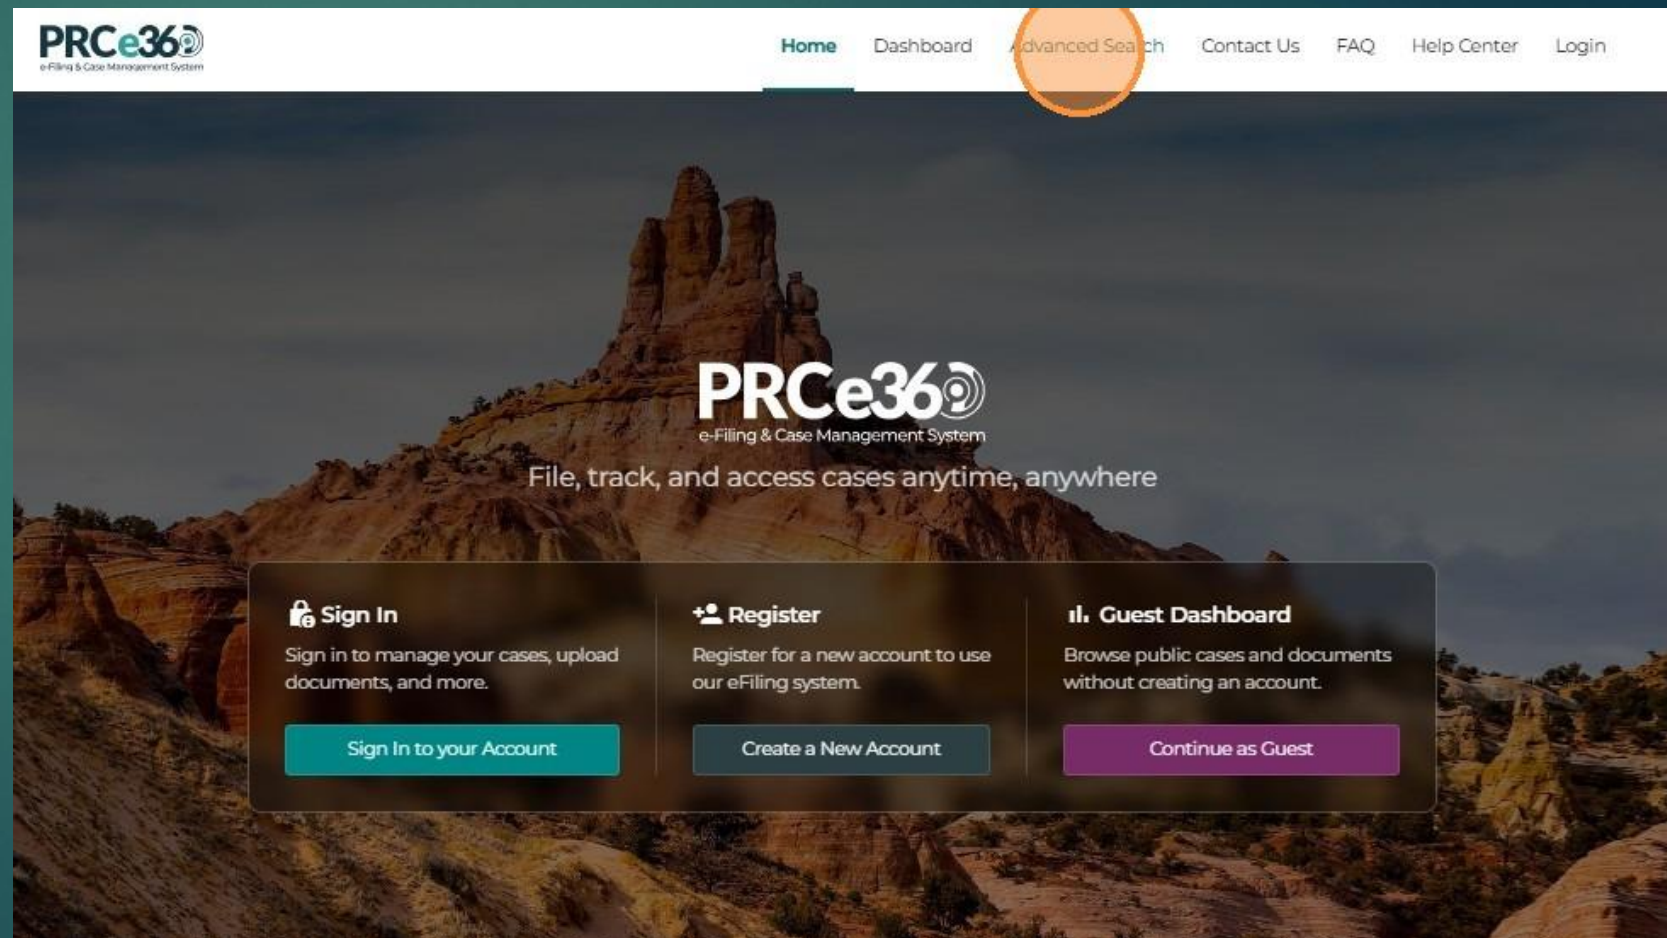 PRCe360
e-Filing & Case Management System
Home Dashboard Advanced Search Contact Us FAQ Help Center Login
PRCe360
e-Filing & Case Management System
File, track, and access cases anytime, anywhere
Sign In
Sign in to manage your cases, upload
documents, and more.
Sign In to your Account
Register
Register for a new account to use
our eFiling system.
Create a New Account
Guest Dashboard
Browse public cases and documents
without creating an account.
Continue as Guest